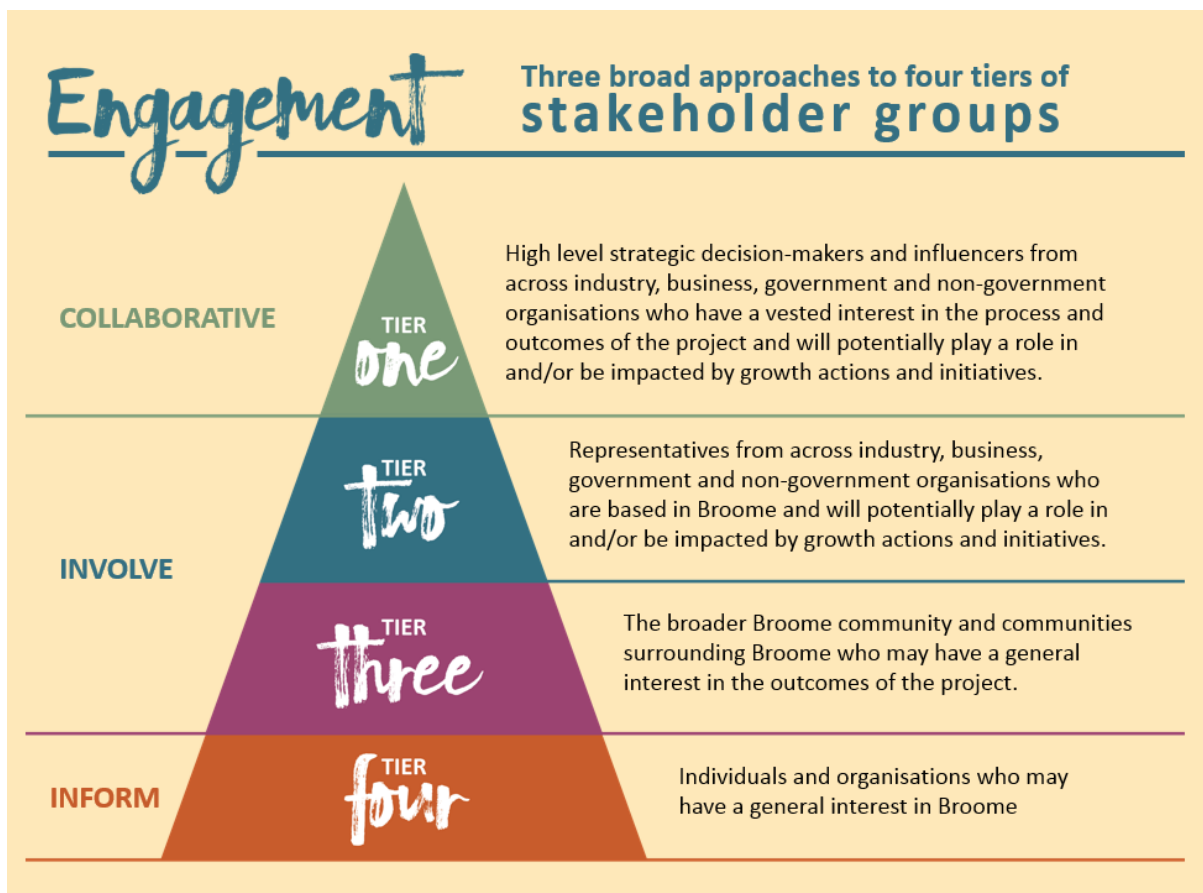 Engagement
Three broad approaches to four tiers of
stakeholder groups
COLLABORATIVE
TIER
one
High level strategic decision-makers and influencers from
across industry, business, government and non-government
organisations who have a vested interest in the process and
outcomes of the project and will potentially play a role in
and/or be impacted by growth actions and initiatives.
INVOLVE
TIER
two
Representatives from across industry, business,
government and non-government organisations who
are based in Broome and will potentially play a role in
and/or be impacted by growth actions and initiatives.
TIER
three
The broader Broome community and communities
surrounding Broome who may have a general
interest in the outcomes of the project.
INFORM
TIER
four
Individuals and organisations who may
have a general interest in Broome